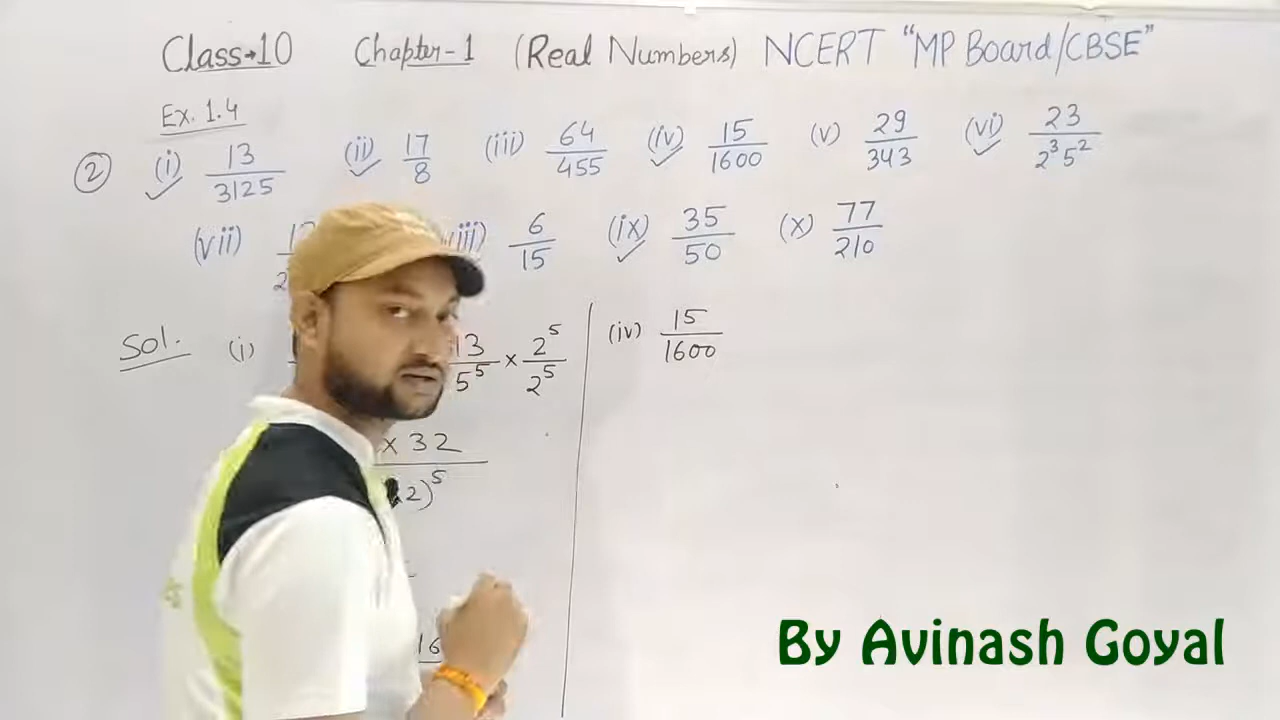 Class→10 Chapter-1 (Real Numbers) NCERT "MP Board/CBSE"
Ex. 1.4
② (i) 13/3125 (ii) 17/8 (iii) 64/455 (iv) 15/1600 (v) 29/343 (vi) 23/2³5²
(vii) 6/15 (ix) 35/50 (x) 77/210
Sol. (i) 13/5⁵ × 2⁵/2⁵ (iv) 15/1600
× 32
2)⁵
16
By Avinash Goyal